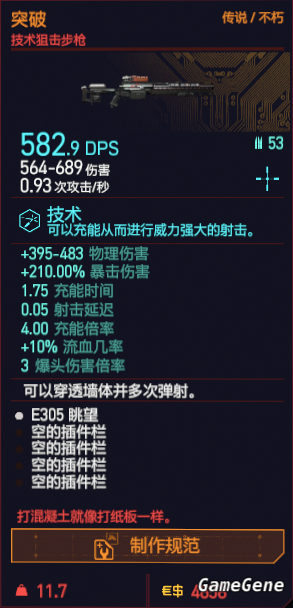 突破
传说 / 不朽
技术狙击步枪
582.9 DPS
53
564-689 伤害
0.93 次攻击/秒
技术
可以充能从而进行威力强大的射击。
+395-483 物理伤害
+210.00% 暴击伤害
1.75 充能时间
0.05 射击延迟
4.00 充能倍率
+10% 流血几率
3 爆头伤害倍率
可以穿透墙体并多次弹射。
E305 眺望
空的插件栏
空的插件栏
空的插件栏
空的插件栏
打混凝土就像打纸板一样。
制作规范
11.7
€$
GameGene